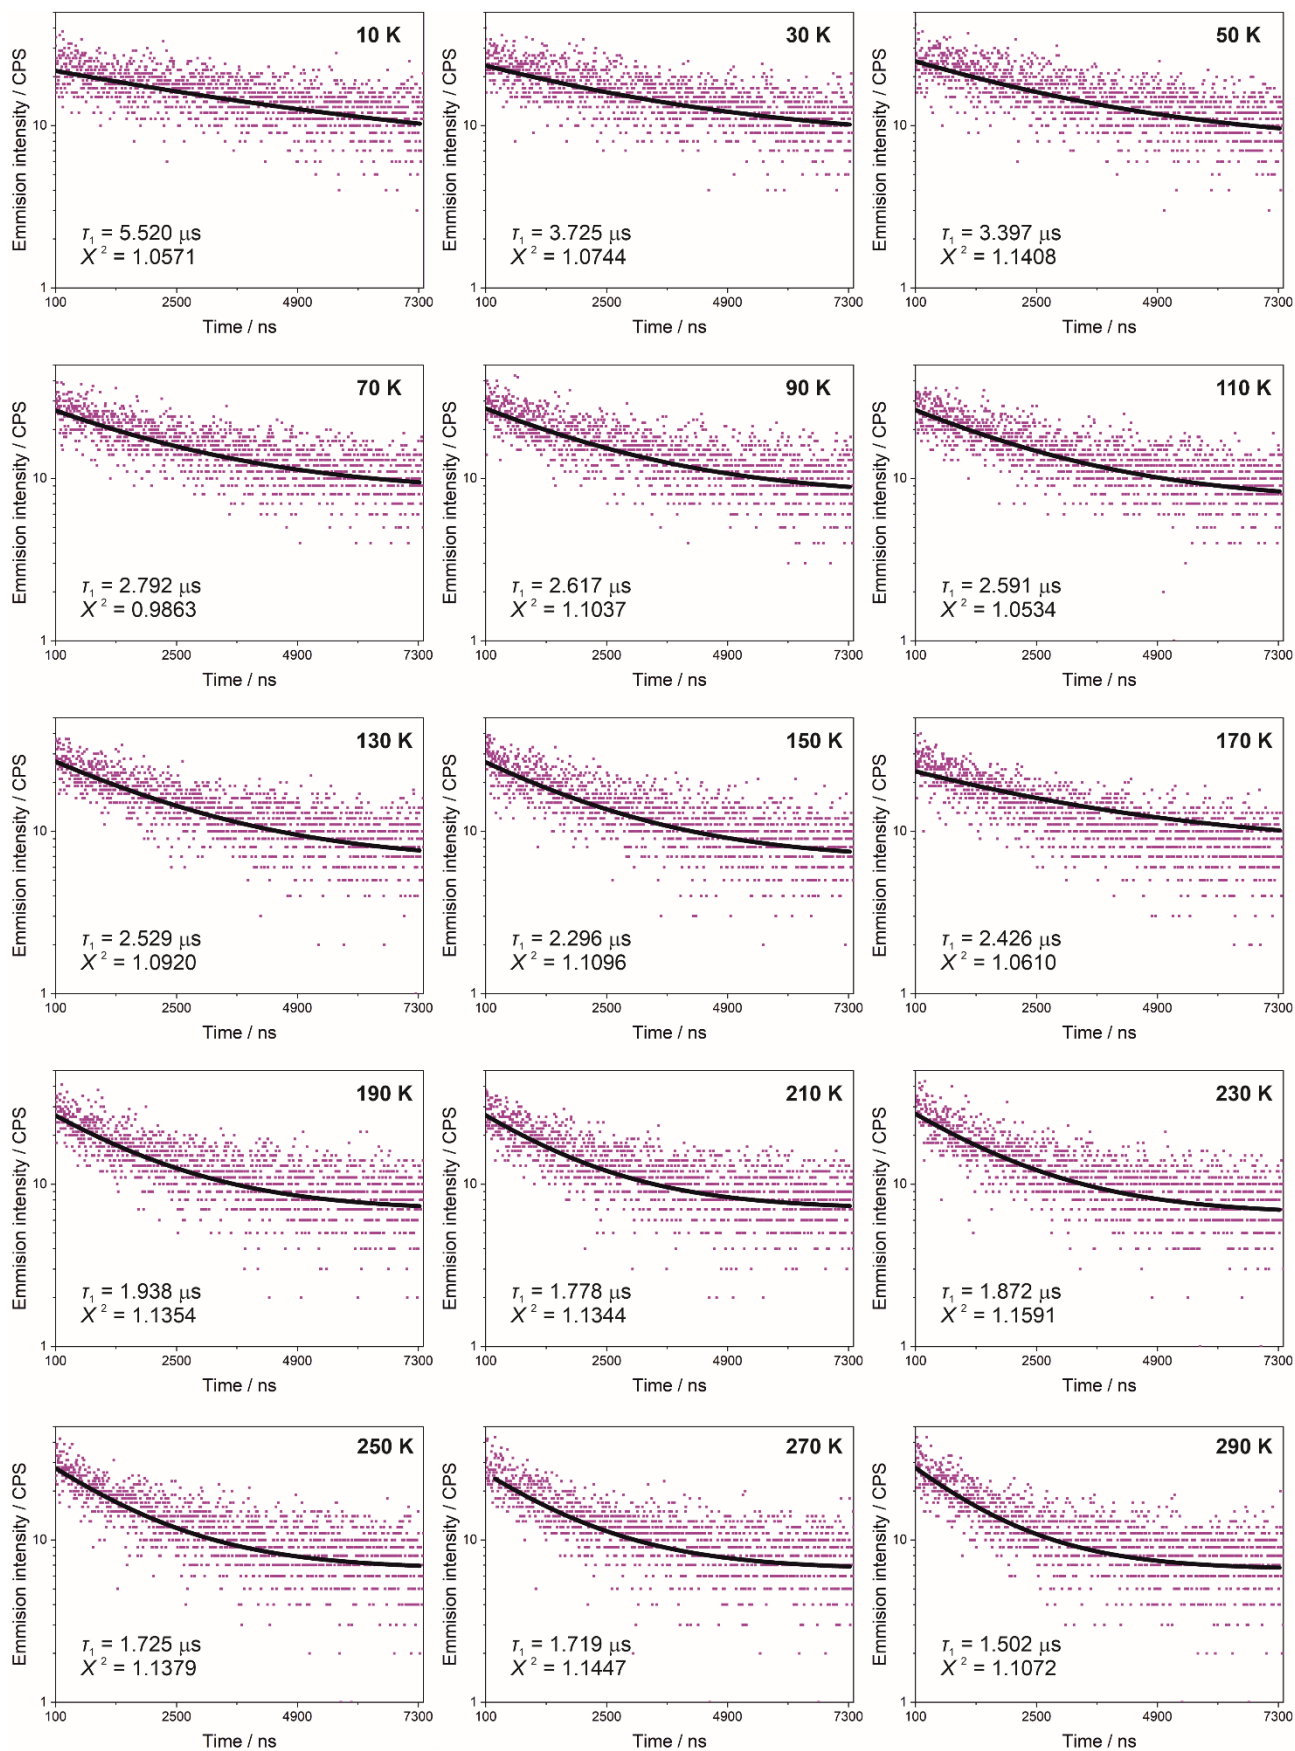 Emmision intensity / CPS
10 K
10
1
τ₁ = 5.520 μs
X² = 1.0571
100 2500 4900 7300
Time / ns
Emmision intensity / CPS
30 K
10
1
τ₁ = 3.725 μs
X² = 1.0744
100 2500 4900 7300
Time / ns
Emmision intensity / CPS
50 K
10
1
τ₁ = 3.397 μs
X² = 1.1408
100 2500 4900 7300
Time / ns
Emmision intensity / CPS
70 K
10
1
τ₁ = 2.792 μs
X² = 0.9863
100 2500 4900 7300
Time / ns
Emmision intensity / CPS
90 K
10
1
τ₁ = 2.617 μs
X² = 1.1037
100 2500 4900 7300
Time / ns
Emmision intensity / CPS
110 K
10
1
τ₁ = 2.591 μs
X² = 1.0534
100 2500 4900 7300
Time / ns
Emmision intensity / CPS
130 K
10
1
τ₁ = 2.529 μs
X² = 1.0920
100 2500 4900 7300
Time / ns
Emmision intensity / CPS
150 K
10
1
τ₁ = 2.296 μs
X² = 1.1096
100 2500 4900 7300
Time / ns
Emmision intensity / CPS
170 K
10
1
τ₁ = 2.426 μs
X² = 1.0610
100 2500 4900 7300
Time / ns
Emmision intensity / CPS
190 K
10
1
τ₁ = 1.938 μs
X² = 1.1354
100 2500 4900 7300
Time / ns
Emmision intensity / CPS
210 K
10
1
τ₁ = 1.778 μs
X² = 1.1344
100 2500 4900 7300
Time / ns
Emmision intensity / CPS
230 K
10
1
τ₁ = 1.872 μs
X² = 1.1591
100 2500 4900 7300
Time / ns
Emmision intensity / CPS
250 K
10
1
τ₁ = 1.725 μs
X² = 1.1379
100 2500 4900 7300
Time / ns
Emmision intensity / CPS
270 K
10
1
τ₁ = 1.719 μs
X² = 1.1447
100 2500 4900 7300
Time / ns
Emmision intensity / CPS
290 K
10
1
τ₁ = 1.502 μs
X² = 1.1072
100 2500 4900 7300
Time / ns